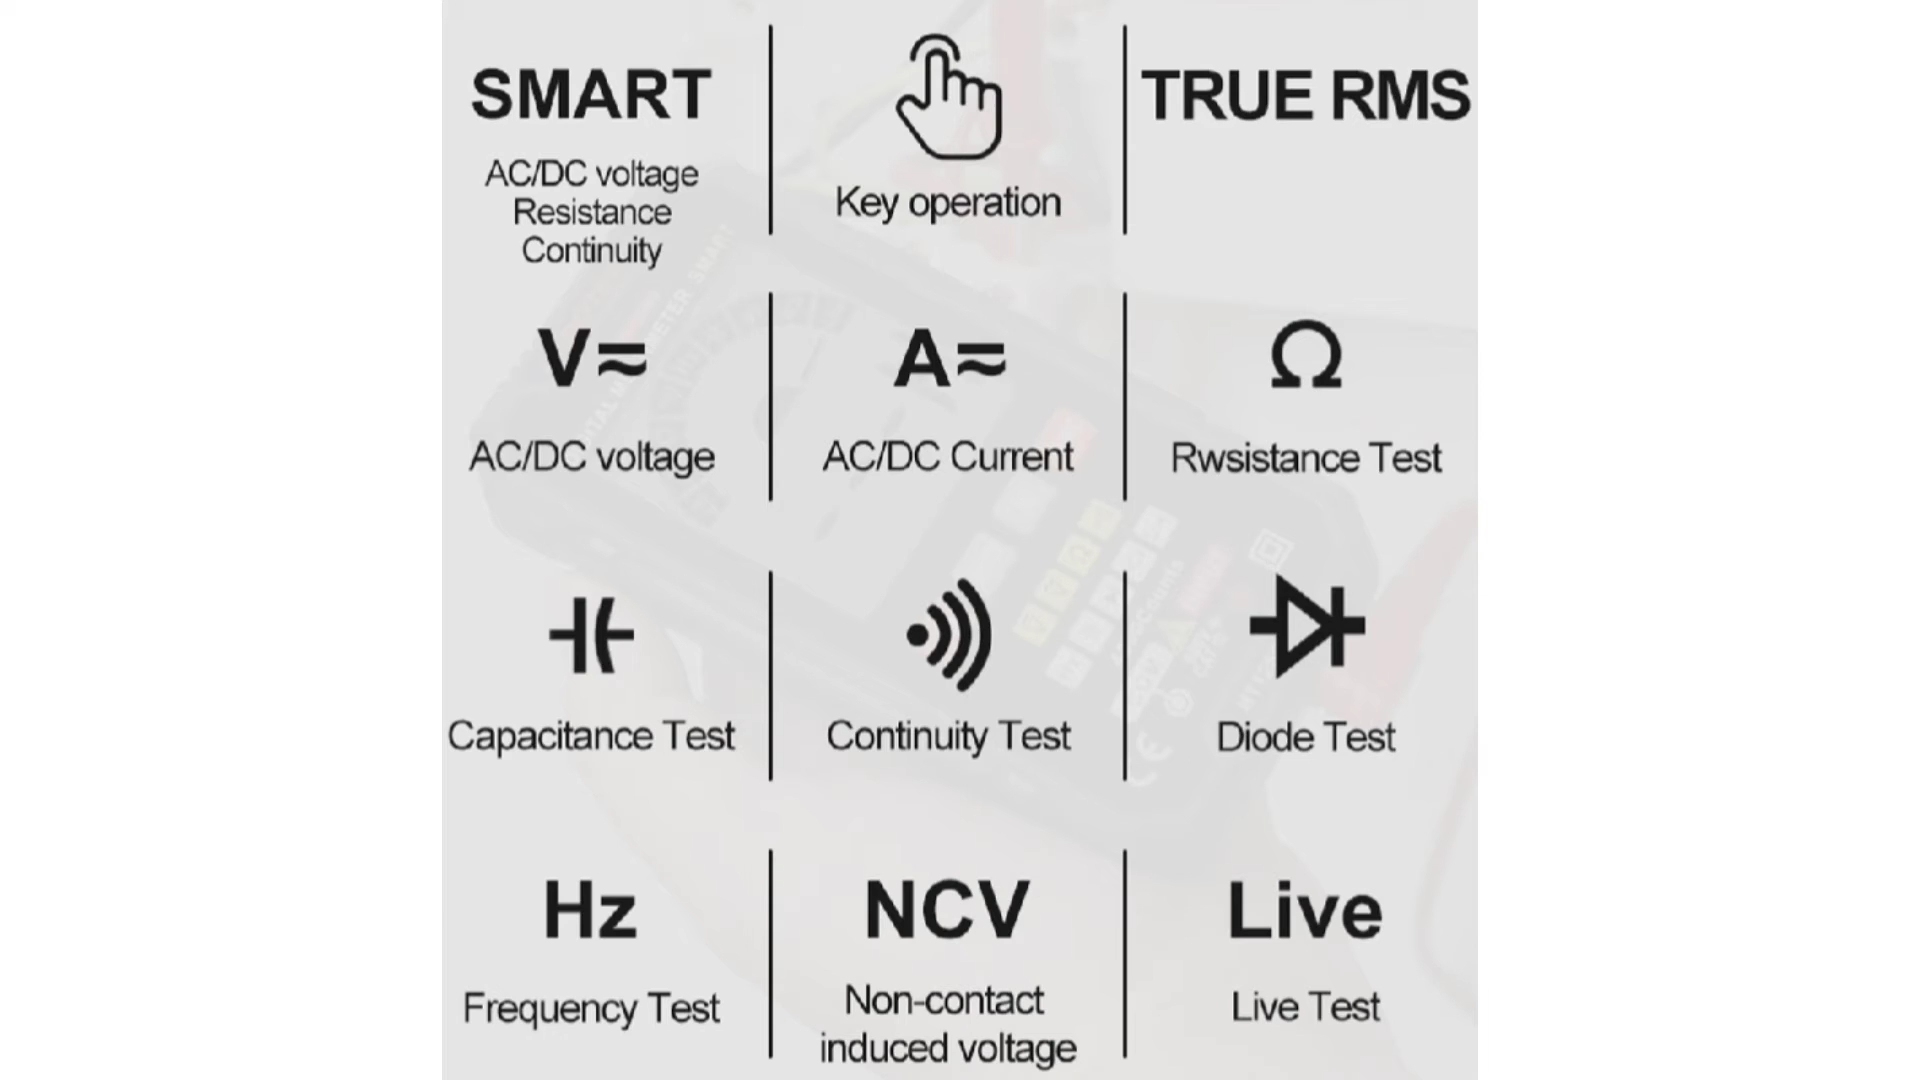 SMART
AC/DC voltage
Resistance
Continuity
Key operation
TRUE RMS
V
AC/DC voltage
A
AC/DC Current
Ω
Rwsistance Test
Capacitance Test
Continuity Test
Diode Test
Hz
Frequency Test
NCV
Non-contact
induced voltage
Live
Live Test